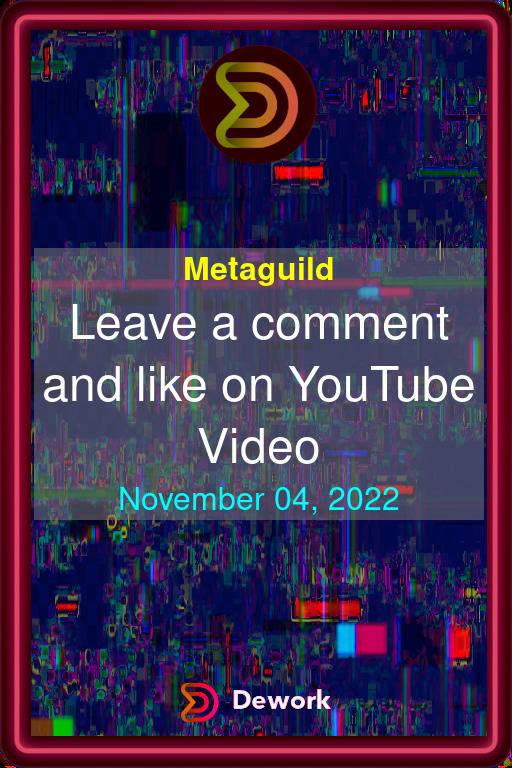 Metaguild
Leave a comment
and like on YouTube
Video
November 04, 2022
Dework